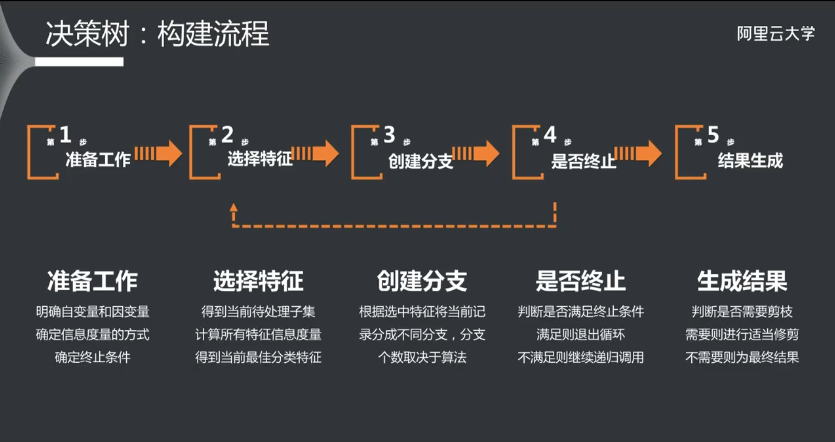 决策树：构建流程
阿里云大学
第1步
准备工作
第2步
选择特征
第3步
创建分支
第4步
是否终止
第5步
结果生成
准备工作
明确自变量和因变量
确定信息度量的方式
确定终止条件
选择特征
得到当前待处理子集
计算所有特征信息度量
得到当前最佳分类特征
创建分支
根据选中特征将当前记
录分成不同分支，分支
个数取决于算法
是否终止
判断是否满足终止条件
满足则退出循环
不满足则继续递归调用
生成结果
判断是否需要剪枝
需要则进行适当修剪
不需要则为最终结果